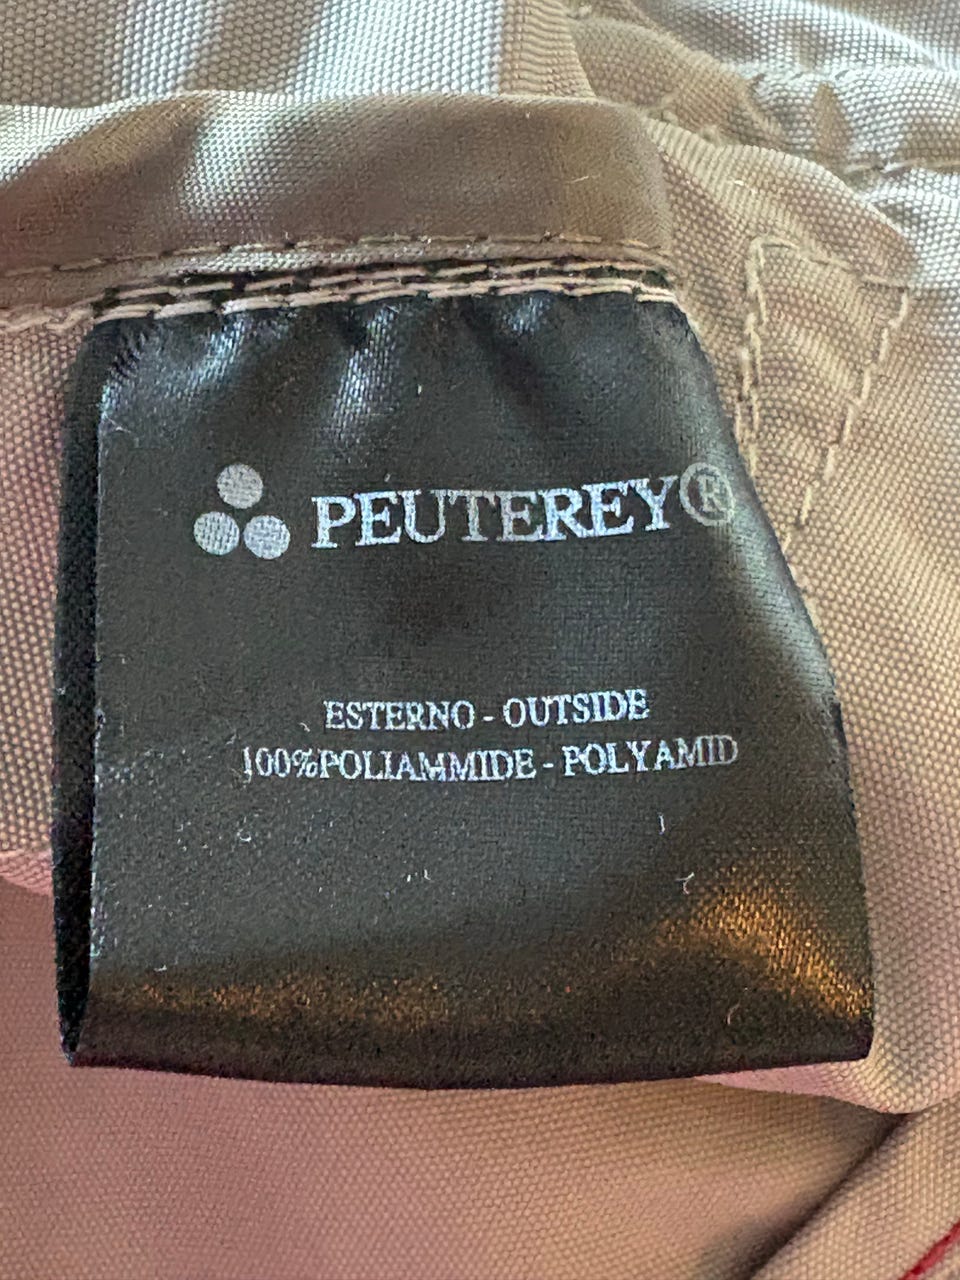 PEUTEREY®
ESTERNO - OUTSIDE
100%POLIAMMIDE - POLYAMID